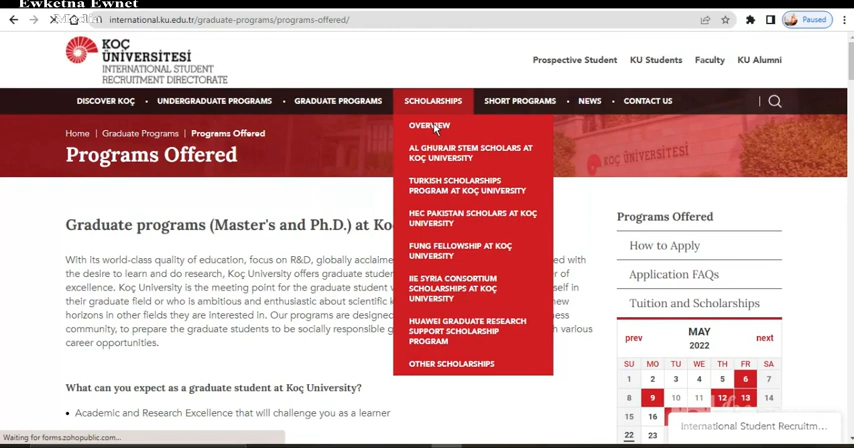 Ewketna Ewnet
international.ku.edu.tr/graduate-programs/programs-offered/
Paused
KOÇ
ÜNİVERSİTESİ
INTERNATIONAL STUDENT
RECRUITMENT DIRECTORATE
Prospective Student KU Students Faculty KU Alumni
DISCOVER KOÇ • UNDERGRADUATE PROGRAMS • GRADUATE PROGRAMS SCHOLARSHIPS SHORT PROGRAMS • NEWS • CONTACT US
Home | Graduate Programs | Programs Offered
Programs Offered
OVERVIEW
AL GHURAIR STEM SCHOLARS AT
KOÇ UNIVERSITY
TURKISH SCHOLARSHIPS
PROGRAM AT KOÇ UNIVERSITY
HEC PAKISTAN SCHOLARS AT KOÇ
UNIVERSITY
FUNG FELLOWSHIP AT KOÇ
UNIVERSITY
IIE SYRIA CONSORTIUM
SCHOLARSHIPS AT KOÇ
UNIVERSITY
HUAWEI GRADUATE RESEARCH
SUPPORT SCHOLARSHIP
PROGRAM
OTHER SCHOLARSHIPS
KOÇ ÜNİVERSİTESİ
Graduate programs (Master's and Ph.D.) at Ko
With its world-class quality of education, focus on R&D, globally acclaime ed with
the desire to learn and do research, Koç University offers graduate studen er of
excellence. Koç University is the meeting point for the graduate student v self in
their graduate field or who is ambitious and enthusiastic about scientific new
horizons in other fields they are interested in. Our programs are designed ess
community, to prepare the graduate students to be socially responsible g various
career opportunities.
What can you expect as a graduate student at Koç University?
• Academic and Research Excellence that will challenge you as a learner
Programs Offered
How to Apply
Application FAQs
Tuition and Scholarships
prev MAY next
2022
SU MO TU WE TH FR SA
1 2 3 4 5 6 7
8 9 10 11 12 13 14
15 16
22 23
International Student Recruitm...
Waiting for forms.zohopublic.com...